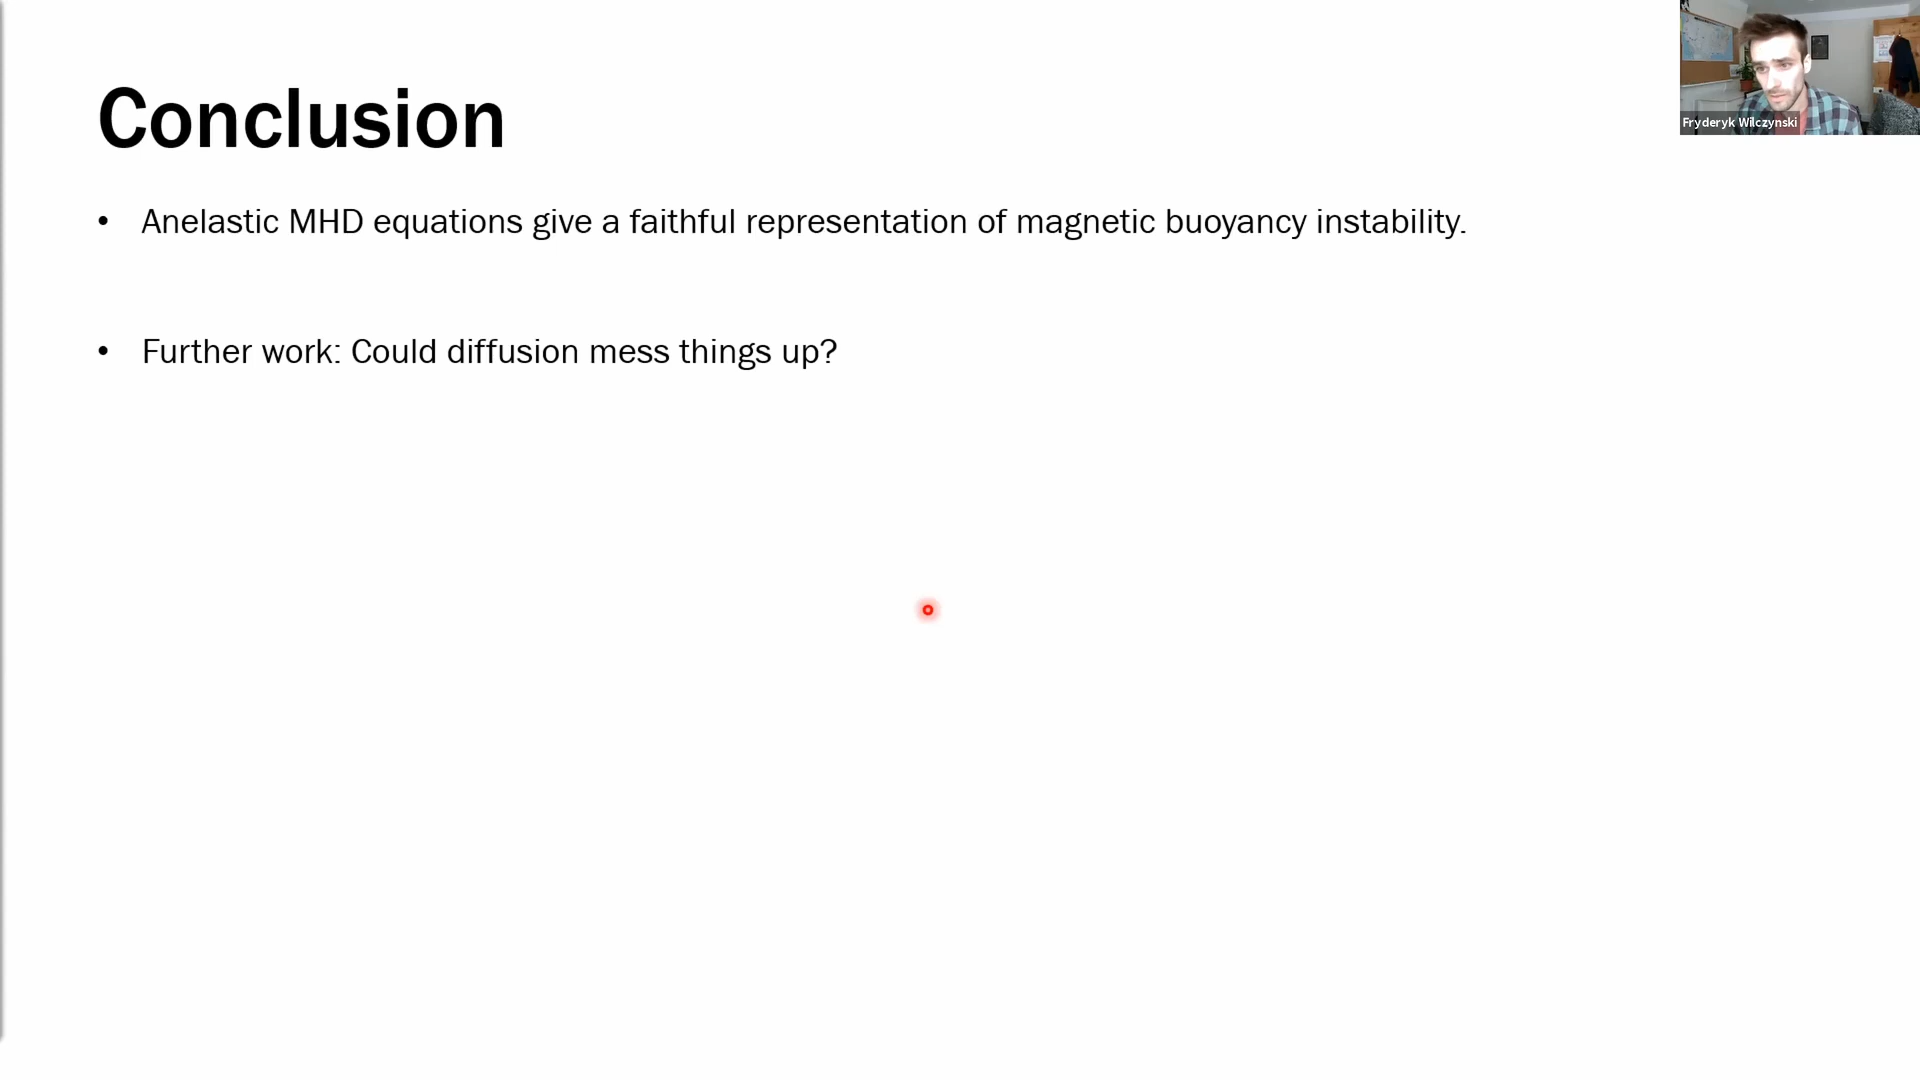 Conclusion
• Anelastic MHD equations give a faithful representation of magnetic buoyancy instability.
• Further work: Could diffusion mess things up?
Fryderyk Wilczynski